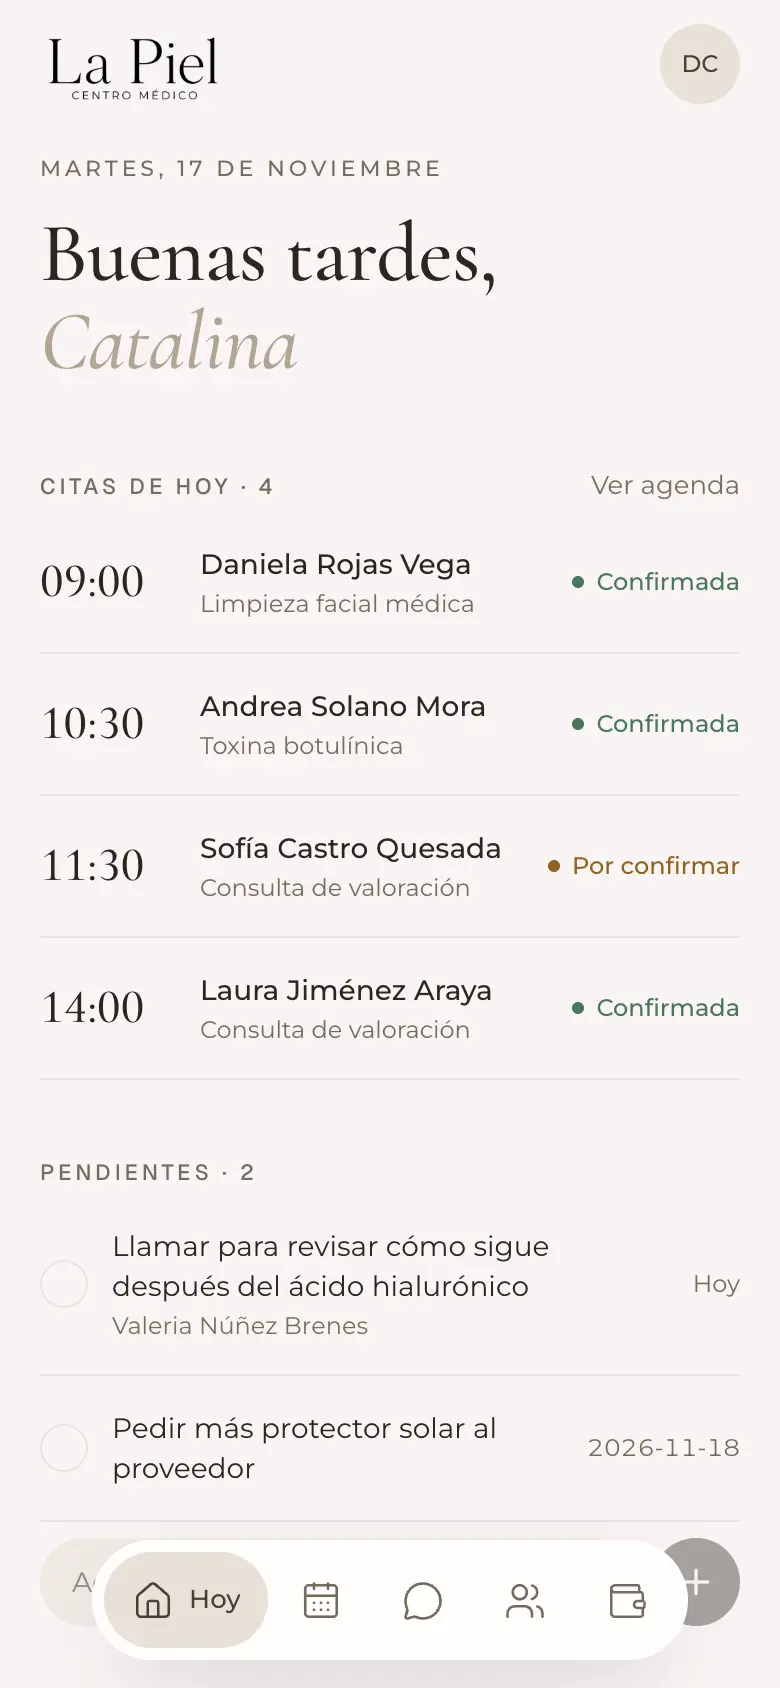 La Piel
CENTRO MÉDICO
DC
MARTES, 17 DE NOVIEMBRE
Buenas tardes,
Catalina
CITAS DE HOY · 4
Ver agenda
09:00
Daniela Rojas Vega
Limpieza facial médica
Confirmada
10:30
Andrea Solano Mora
Toxina botulínica
Confirmada
11:30
Sofía Castro Quesada
Consulta de valoración
Por confirmar
14:00
Laura Jiménez Araya
Consulta de valoración
Confirmada
PENDIENTES · 2
Llamar para revisar cómo sigue
después del ácido hialurónico
Valeria Núñez Brenes
Hoy
Pedir más protector solar al
proveedor
2026-11-18
Hoy